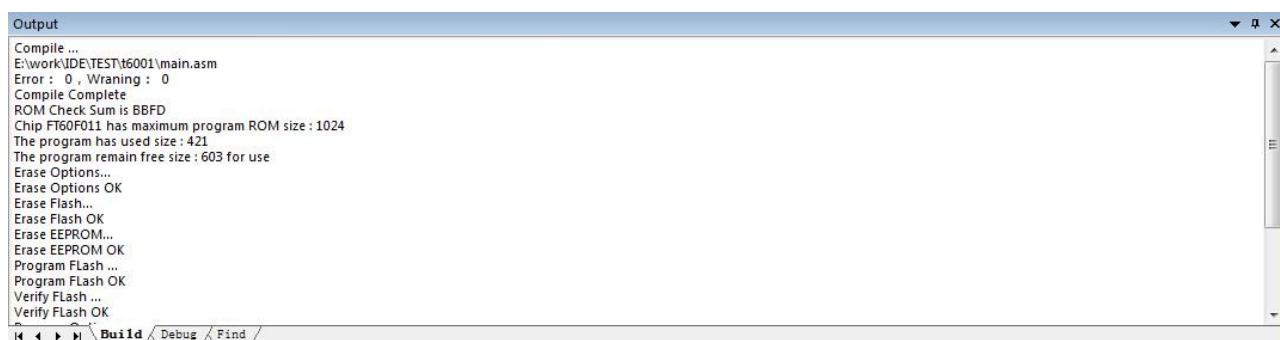 Output
Compile ...
E:\work\IDE\TEST\t6001\main.asm
Error : 0 , Wraning : 0
Compile Complete
ROM Check Sum is BBFD
Chip FT60F011 has maximum program ROM size : 1024
The program has used size : 421
The program remain free size : 603 for use
Erase Options...
Erase Options OK
Erase Flash...
Erase Flash OK
Erase EEPROM...
Erase EEPROM OK
Program FLash ...
Program FLash OK
Verify FLash ...
Verify FLash OK
Build Debug Find